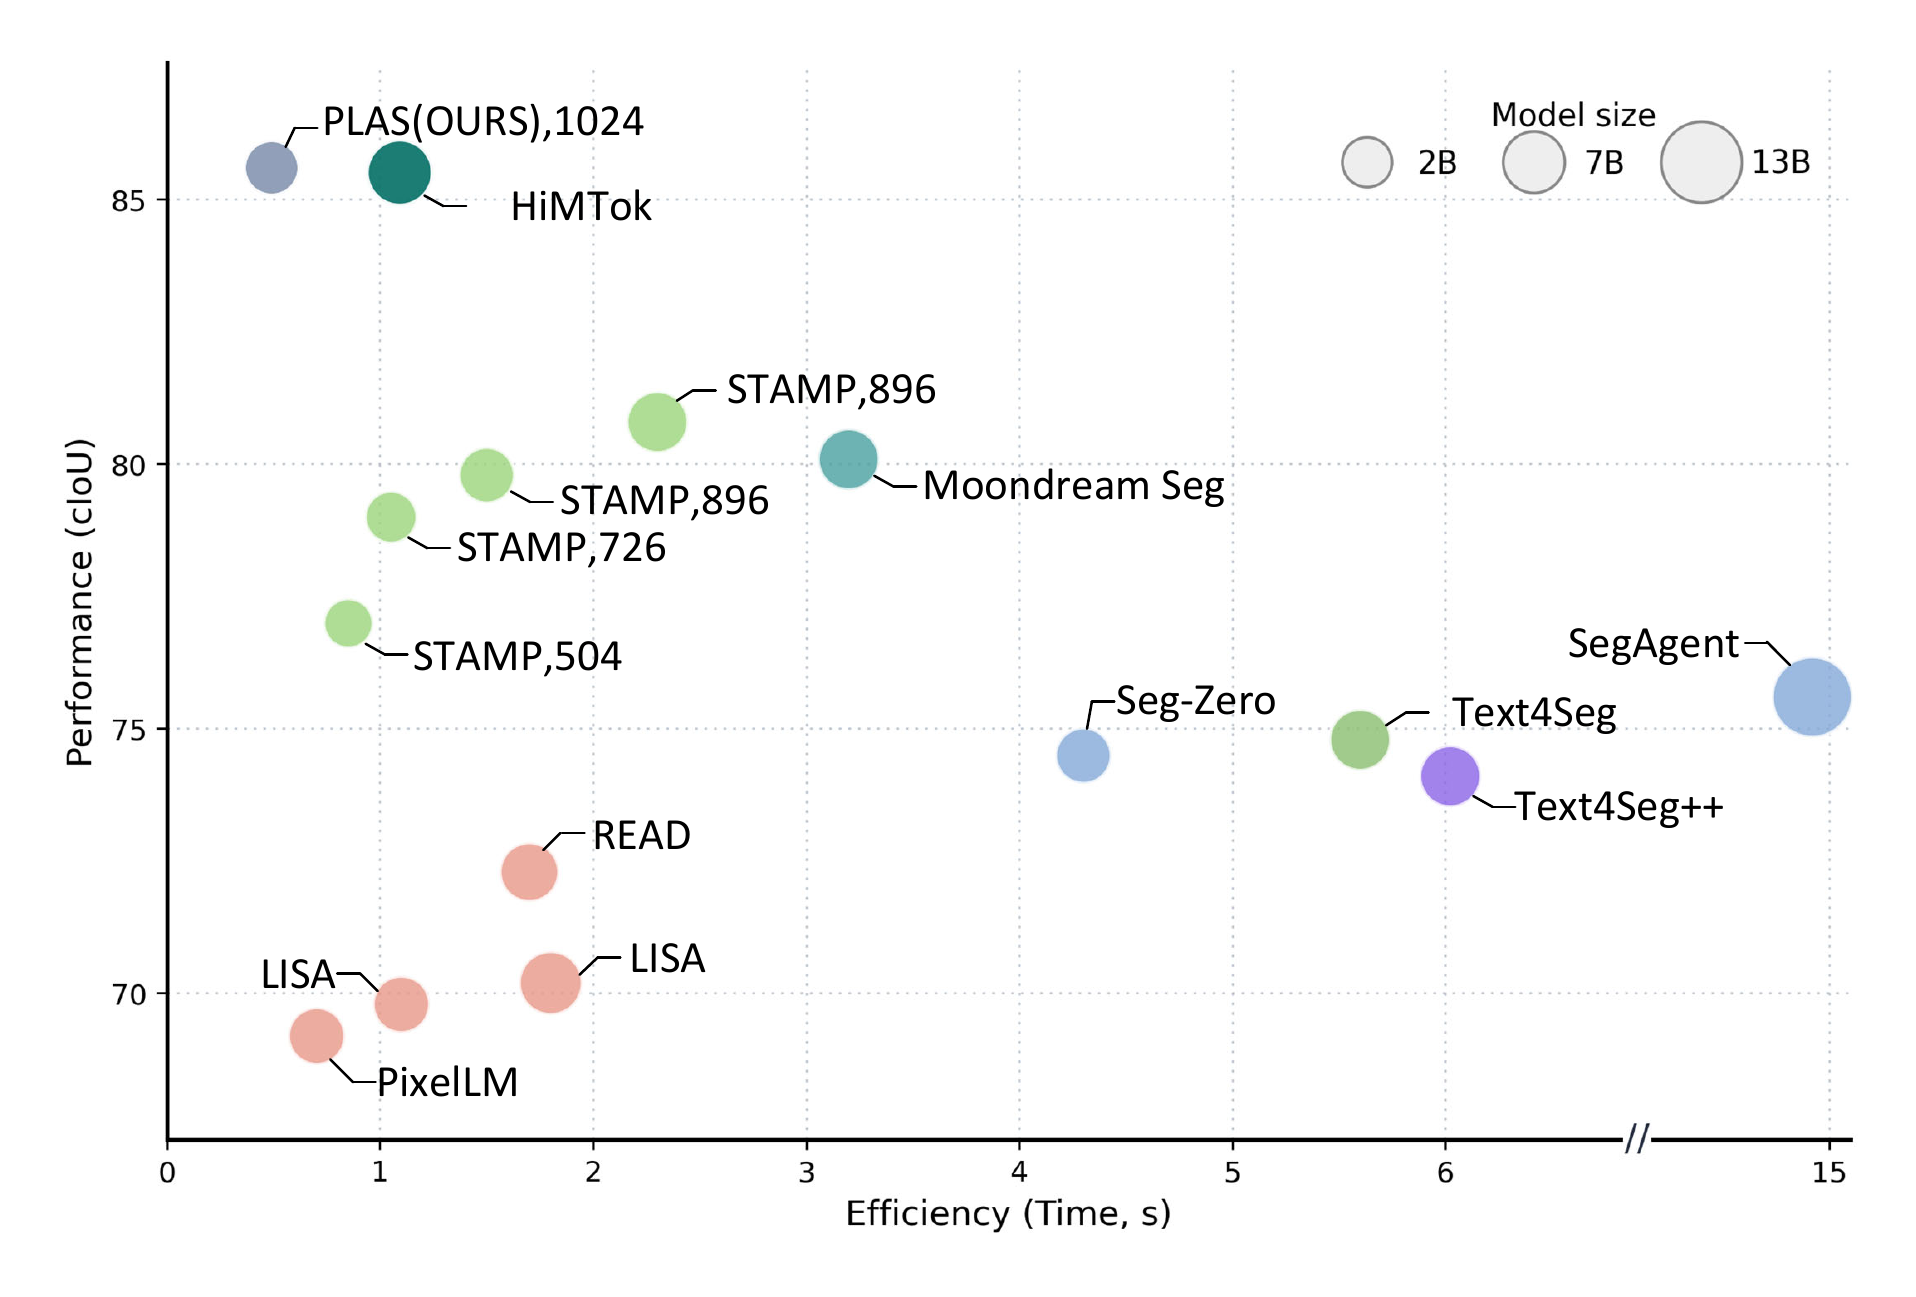 PLAS(OURS),1024
HiMTok
Model size
2B
7B
13B
85
STAMP,896
80
Moondream Seg
STAMP,896
STAMP,726
STAMP,504
SegAgent
Seg-Zero
Text4Seg
75
Text4Seg++
READ
LISA
LISA
70
PixelLM
Performance (cIoU)
//
0
1
2
3
4
5
6
15
Efficiency (Time, s)